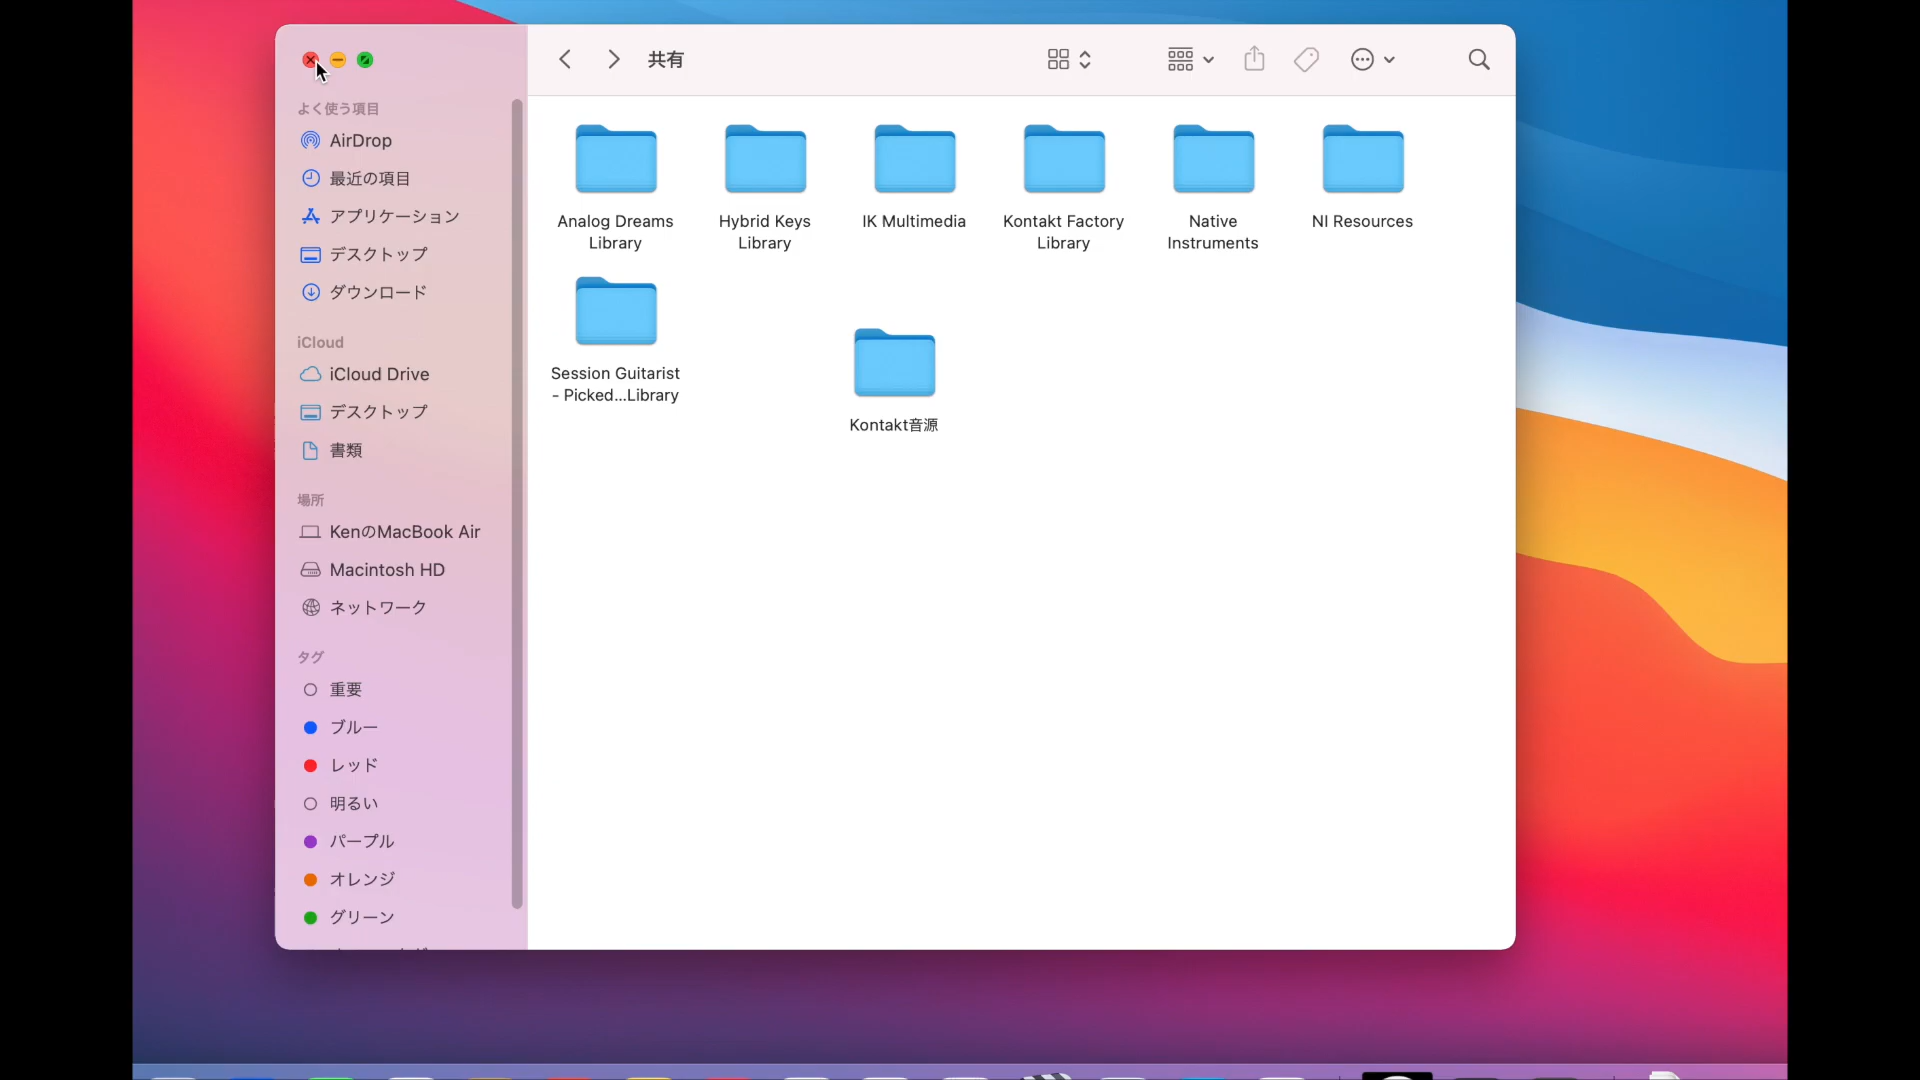 共有
よく使う項目
AirDrop
最近の項目
アプリケーション
デスクトップ
ダウンロード
iCloud
iCloud Drive
デスクトップ
書類
場所
KenのMacBook Air
Macintosh HD
ネットワーク
タグ
重要
ブルー
レッド
明るい
パープル
オレンジ
グリーン
Analog Dreams
Library
Hybrid Keys
Library
IK Multimedia
Kontakt Factory
Library
Native
Instruments
NI Resources
Session Guitarist
- Picked...Library
Kontakt音源